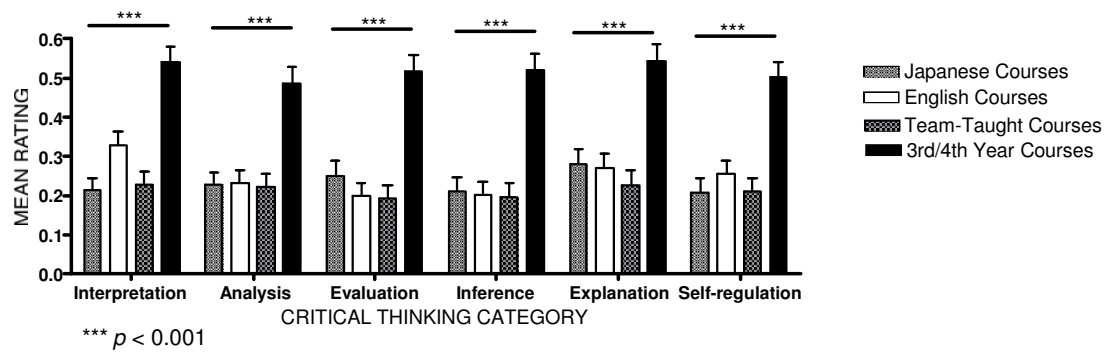 *** *** *** *** *** ***
0.6
0.5
0.4
0.3
0.2
0.1
0.0
MEAN RATING
Interpretation Analysis Evaluation Inference Explanation Self-regulation
CRITICAL THINKING CATEGORY
*** p < 0.001
Japanese Courses
English Courses
Team-Taught Courses
3rd/4th Year Courses